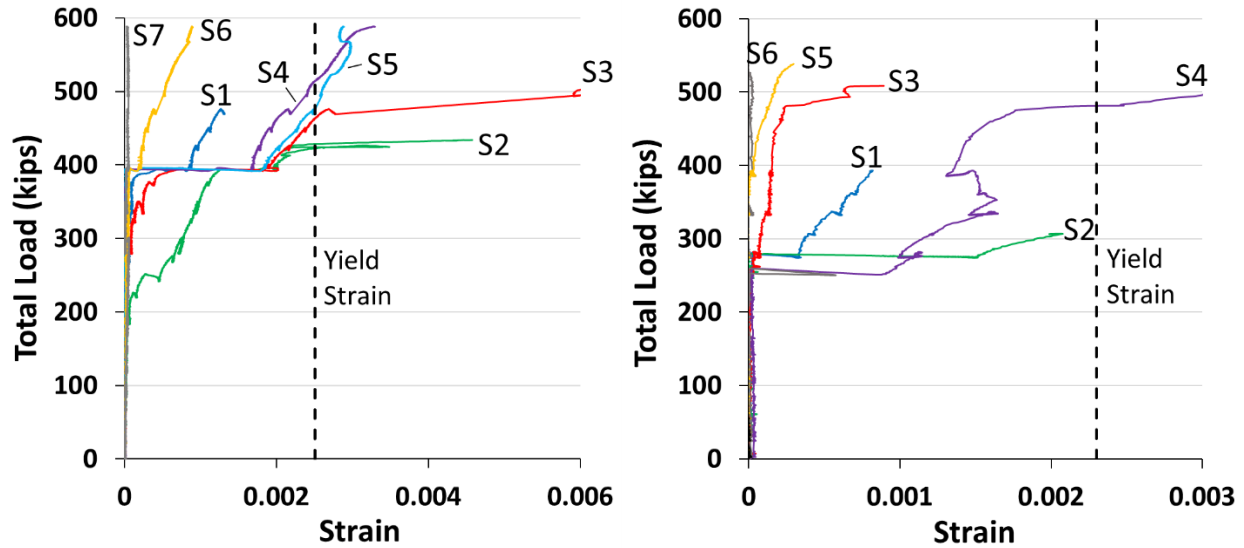 600
500
400
300
200
100
0
Total Load (kips)
S7
S6
S1
S4
S5
S3
S2
Yield
Strain
0
0.002
0.004
0.006
Strain
600
500
400
300
200
100
0
Total Load (kips)
S6
S5
S3
S4
S1
S2
Yield
Strain
0
0.001
0.002
0.003
Strain